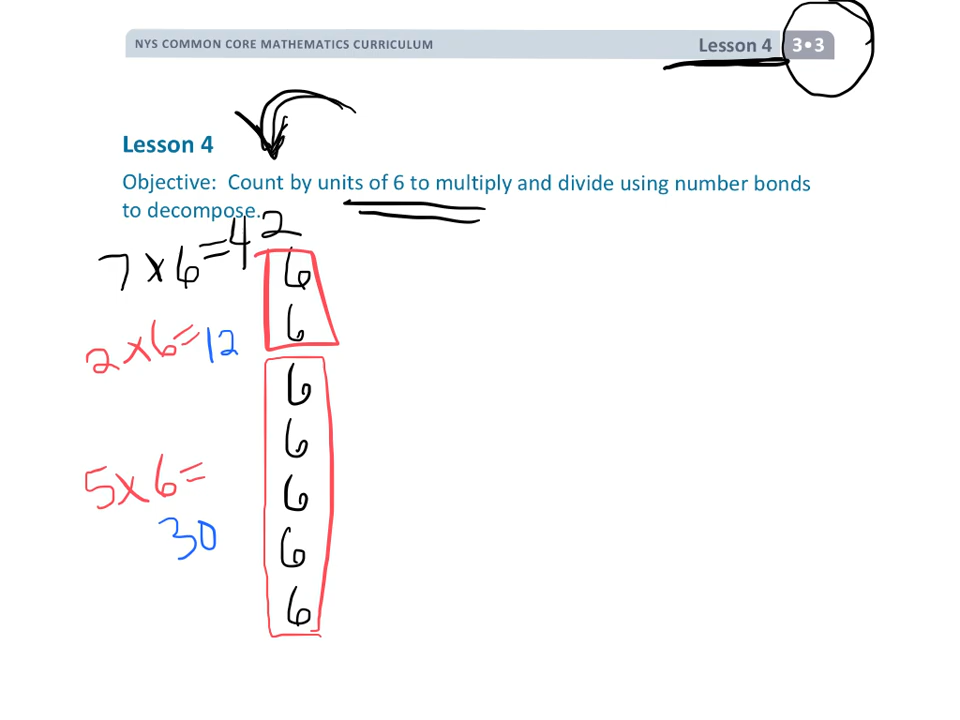 NYS COMMON CORE MATHEMATICS CURRICULUM Lesson 4 3•3
Lesson 4
Objective: Count by units of 6 to multiply and divide using number bonds
to decompose.
7 x 6 = 42
6
6
2 x 6 = 12
6
6
6
6
6
5 x 6 =
30